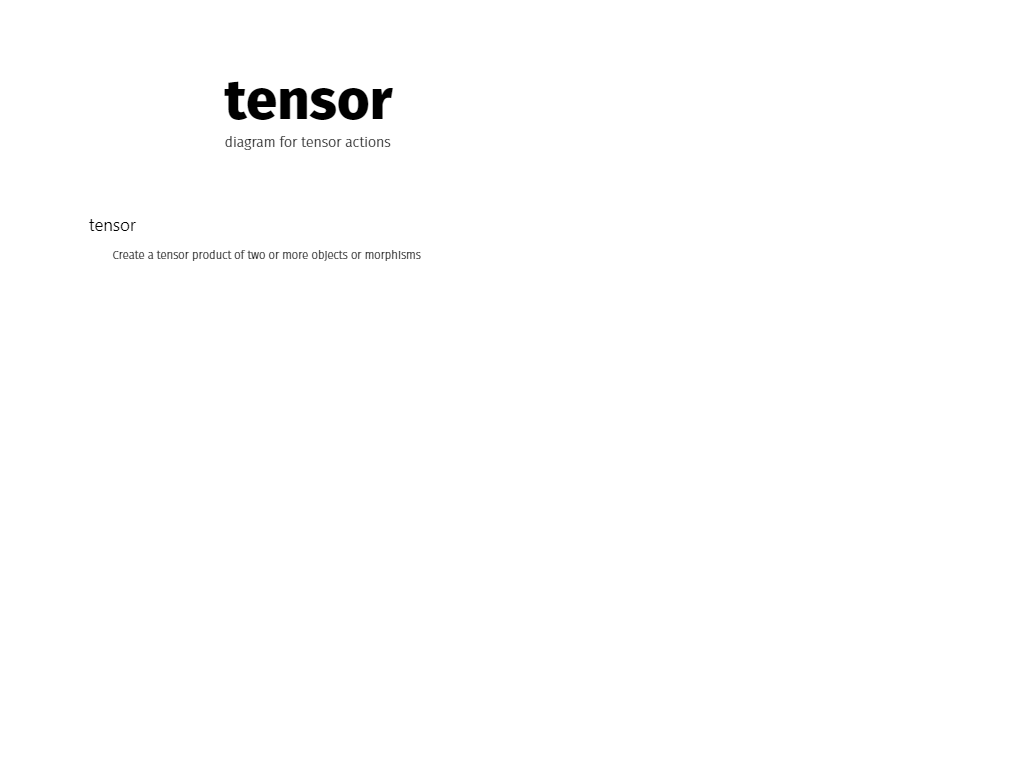 tensor
diagram for tensor actions
tensor
Create a tensor product of two or more objects or morphisms